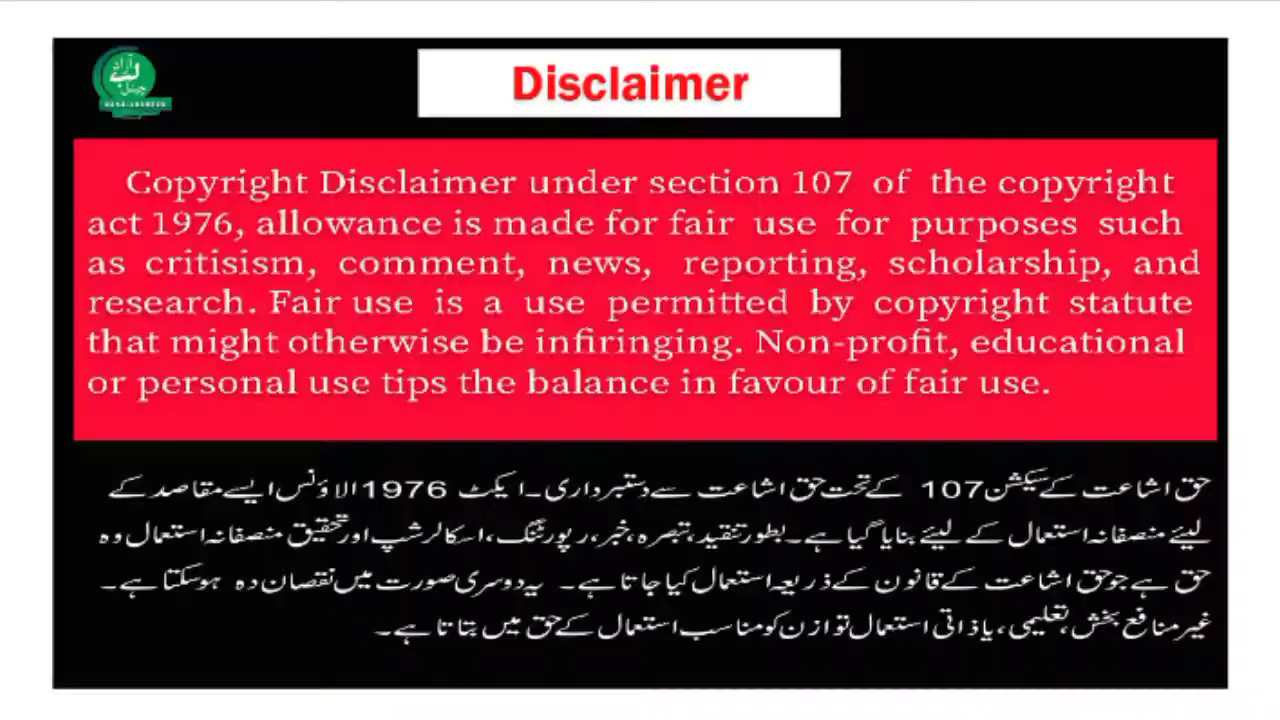 آزاد
لب
چینل
Disclaimer
Copyright Disclaimer under section 107 of the copyright
act 1976, allowance is made for fair use for purposes such
as critisism, comment, news, reporting, scholarship, and
research. Fair use is a use permitted by copyright statute
that might otherwise be infiringing. Non-profit, educational
or personal use tips the balance in favour of fair use.
حق اشاعت کے سیکشن 107 کے تحت حق اشاعت سے دستبرداری۔ ایکٹ 1976 الاؤنس ایسے مقاصد کے
لیئے منصفانہ استعمال کے لیئے بنایا گیا ہے۔ بطور تنقید، تبصرہ، خبر، رپورٹنگ، اسکالرشپ اور تحقیق منصفانہ استعمال وہ
حق ہے جو حق اشاعت کے قانون کے ذریعہ استعمال کیا جاتا ہے۔ یہ دوسری صورت میں نقصان دہ ہو سکتا ہے۔
غیر منافع بخش، تعلیمی، یا ذاتی استعمال توازن کو مناسب استعمال کے حق میں بتاتا ہے۔